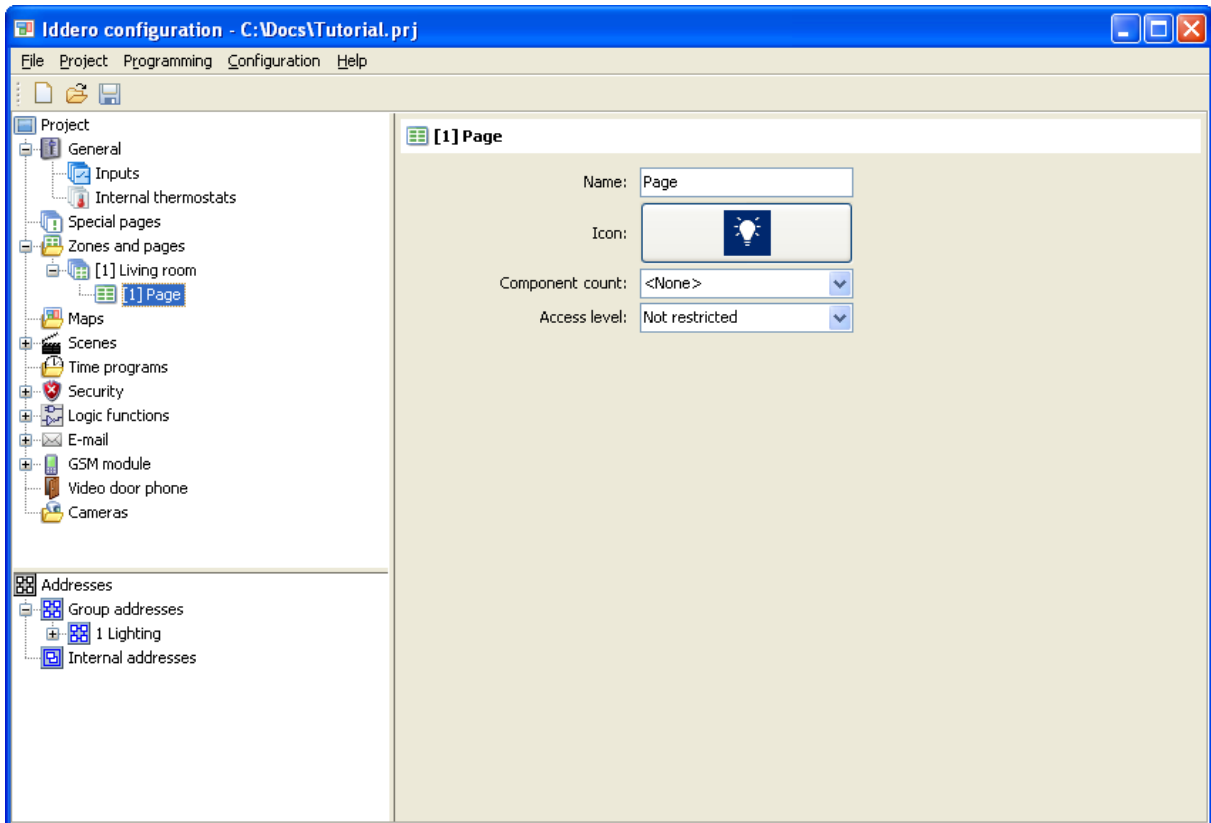 Iddero configuration - C:\Docs\Tutorial.prj
File Project Programming Configuration Help
Project
General
Inputs
Internal thermostats
Special pages
Zones and pages
[1] Living room
[1] Page
Maps
Scenes
Time programs
Security
Logic functions
E-mail
GSM module
Video door phone
Cameras
Addresses
Group addresses
1 Lighting
Internal addresses
[1] Page
Name: Page
Icon:
Component count: <None>
Access level: Not restricted